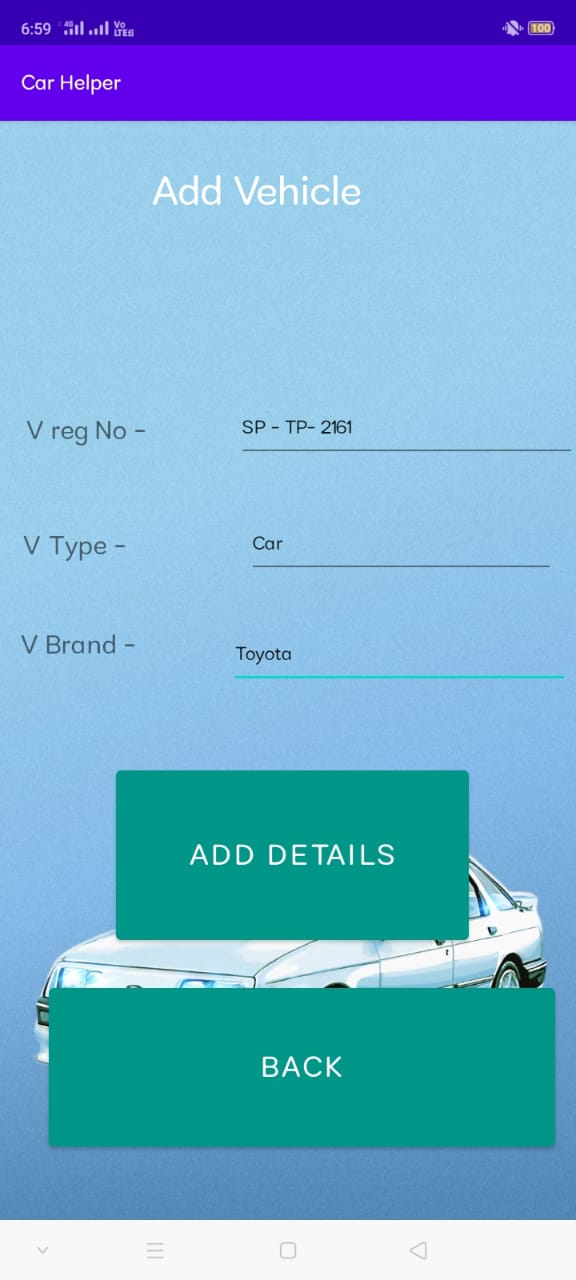 6:59 4G Vo LTE2 100
Car Helper
Add Vehicle
V reg No - SP - TP- 2161
V Type - Car
V Brand - Toyota
ADD DETAILS
BACK